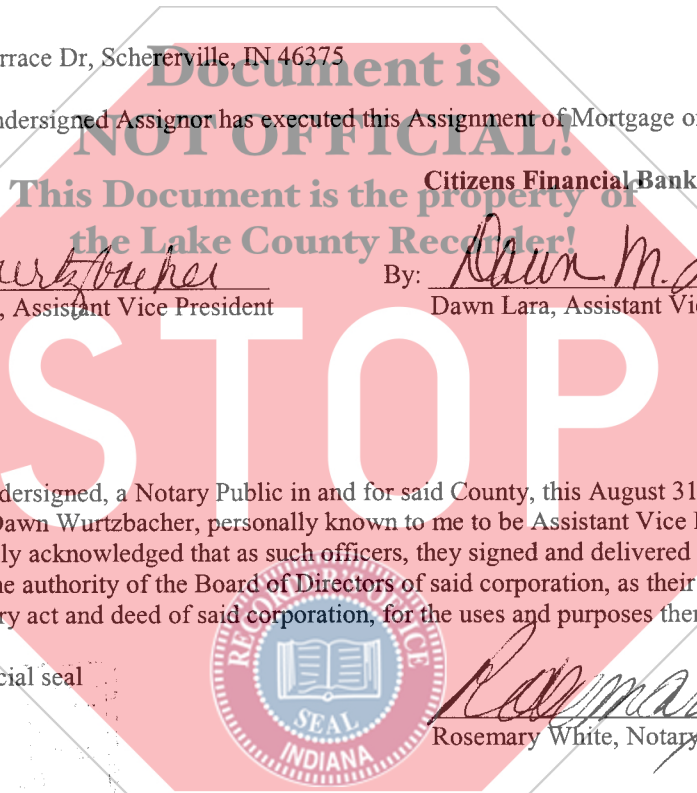 rrace Dr, Schererville, IN 46375
Document is
ndersigned Assignor has executed this Assignment of Mortgage o
NOT OFFICIAL!
Citizens Financial Bank
This Document is the property of
the Lake County Recorder!
urtzbacher By: Dawn M.
, Assistant Vice President Dawn Lara, Assistant Vi
STOP
dersigned, a Notary Public in and for said County, this August 31
Dawn Wurtzbacher, personally known to me to be Assistant Vice
ly acknowledged that as such officers, they signed and delivered
he authority of the Board of Directors of said corporation, as their
ry act and deed of said corporation, for the uses and purposes the
RECORDER'S OFFICE
cial seal
SEAL
INDIANA
Rosemary
Rosemary White, Notary